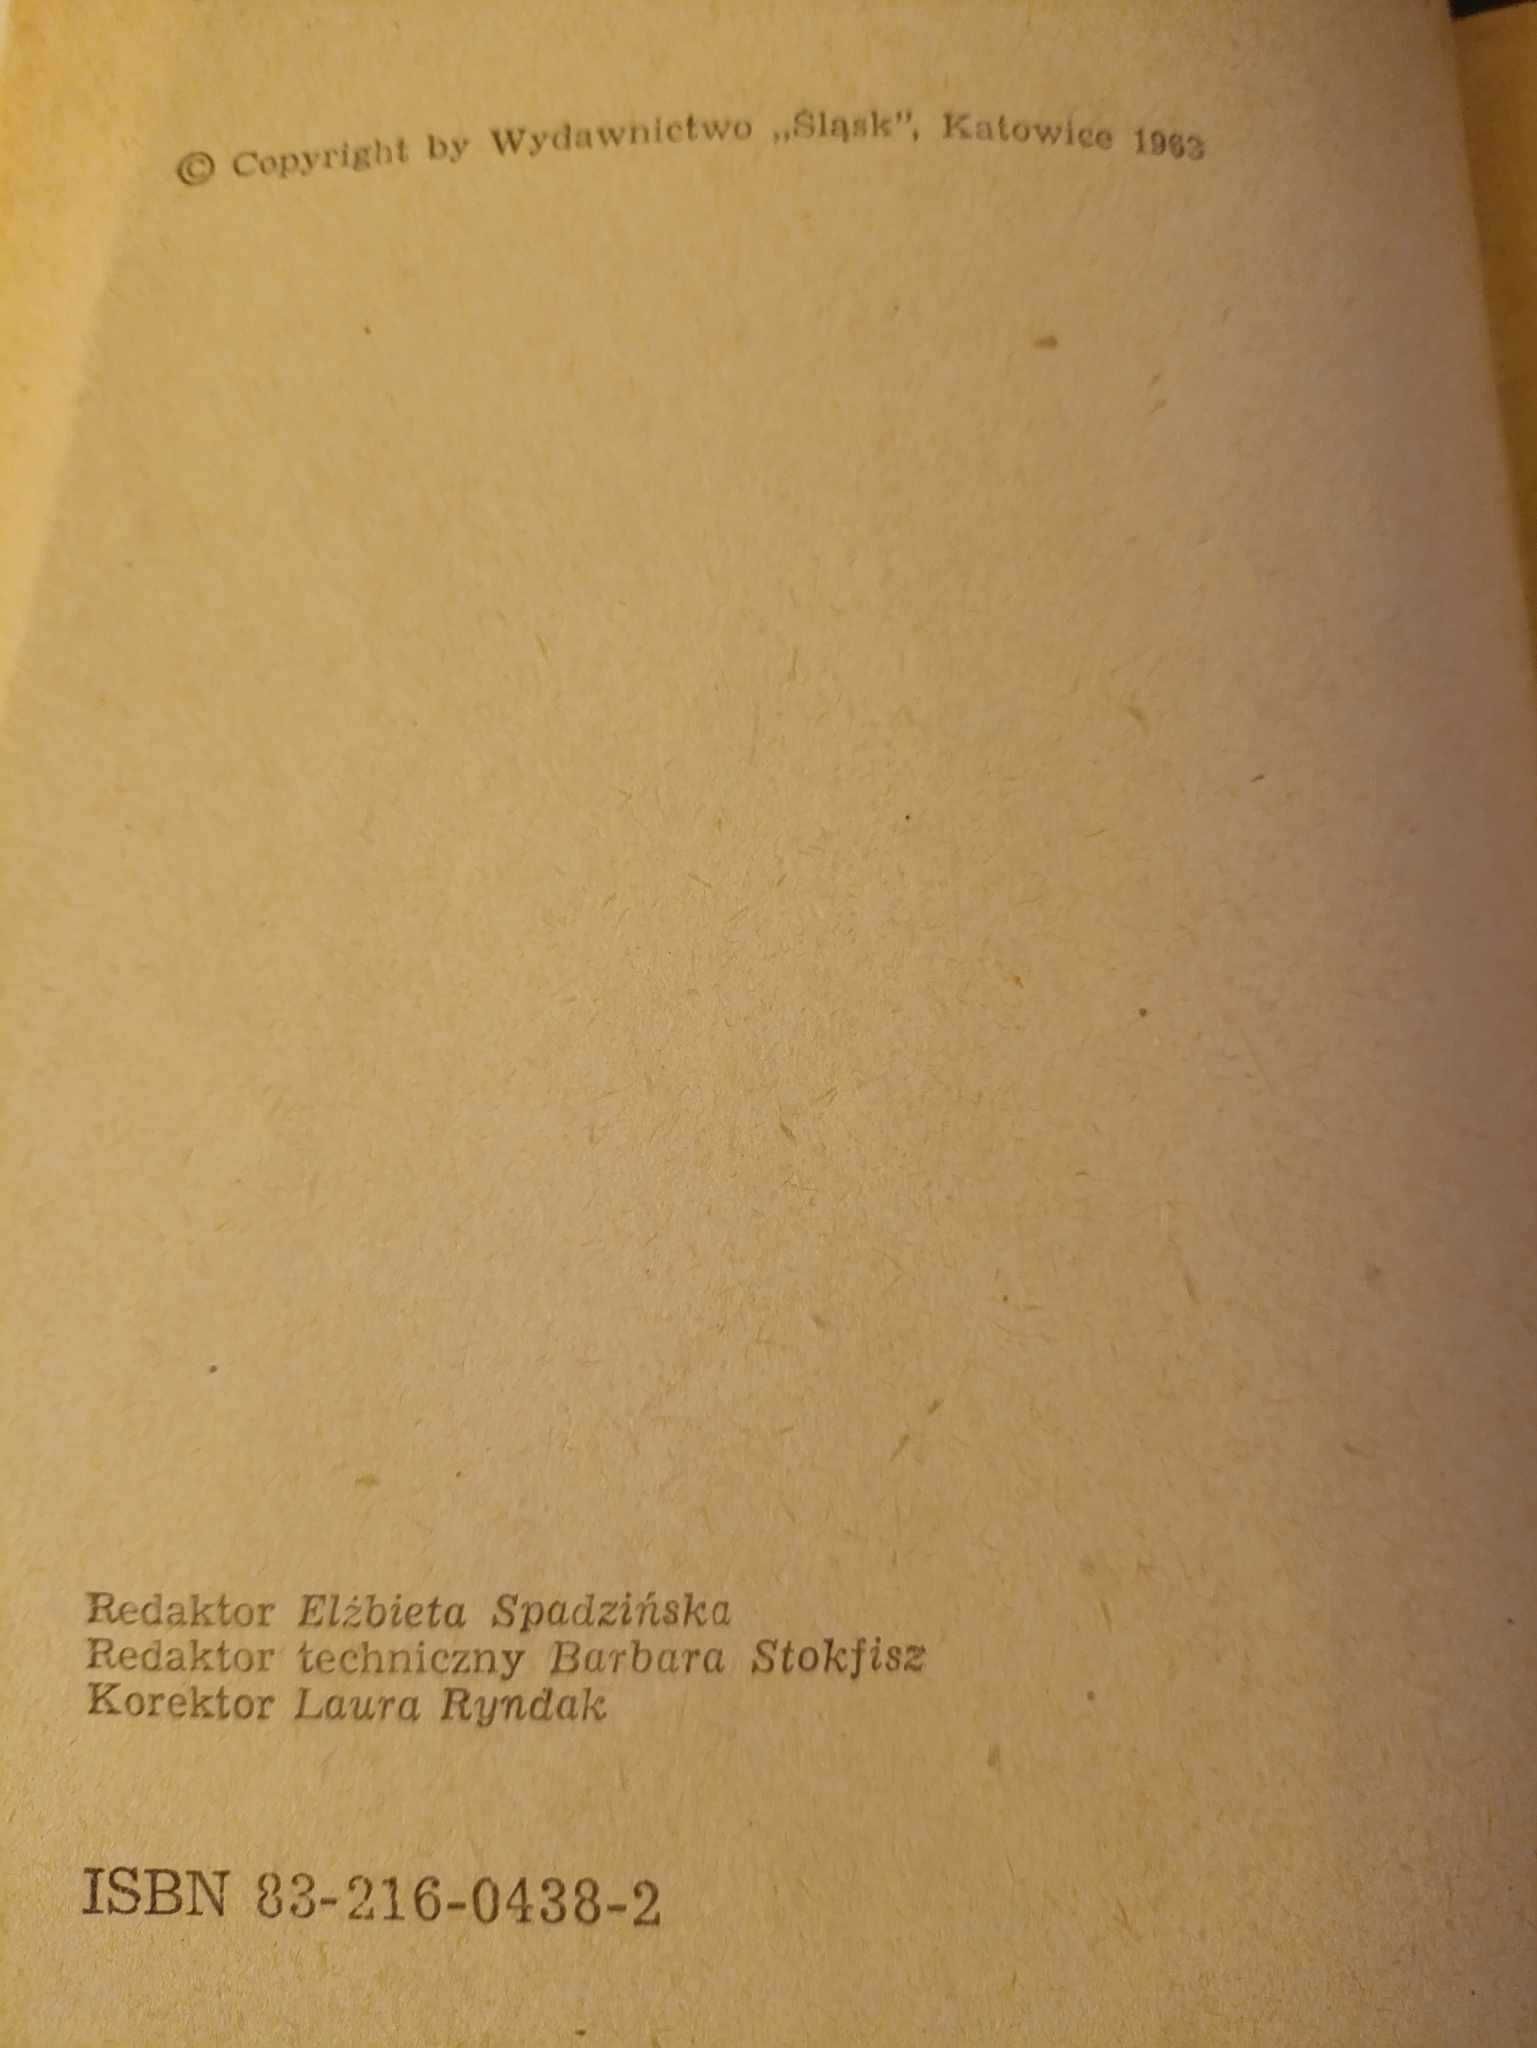 © Copyright by Wydawnictwo „Śląsk", Katowice 1963
Redaktor Elżbieta Spadzińska
Redaktor techniczny Barbara Stokfisz
Korektor Laura Ryndak
ISBN 83-216-0438-2